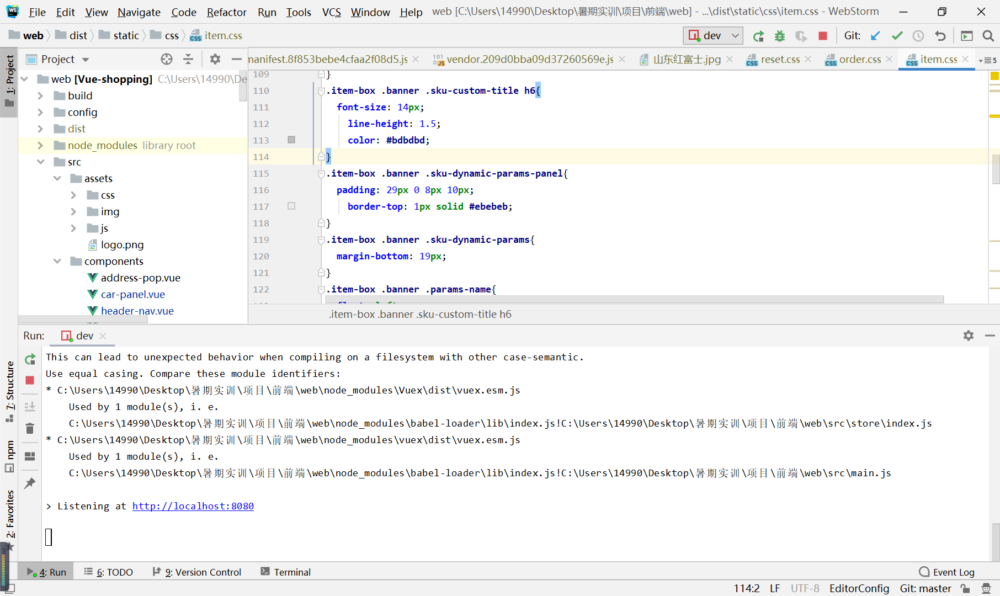 File Edit View Navigate Code Refactor Run Tools VCS Window Help web [C:\Users\14990\Desktop\暑期实训\项目\前端\web] - ...\dist\static\css\item.css - WebStorm
web dist static css item.css dev Git:
1: Project
Project
manifest.8f853bebe4cfaa2f08d5.js vendor.209d0bba09d37260569e.js 山东红富士.jpg reset.css order.css item.css 5
web [Vue-shopping] C:\Users\14990\De
build
config
dist
node_modules library root
src
assets
css
img
js
logo.png
components
address-pop.vue
car-panel.vue
header-nav.vue
109 }
110 .item-box .banner .sku-custom-title h6{
111 font-size: 14px;
112 line-height: 1.5;
113 color: #bdbdbd;
114 }
115 .item-box .banner .sku-dynamic-params-panel{
116 padding: 29px 0 8px 10px;
117 border-top: 1px solid #ebebeb;
118 }
119 .item-box .banner .sku-dynamic-params{
120 margin-bottom: 19px;
121 }
122 .item-box .banner .params-name{
.item-box .banner .sku-custom-title h6
Run: dev
This can lead to unexpected behavior when compiling on a filesystem with other case-semantic.
Use equal casing. Compare these module identifiers:
* C:\Users\14990\Desktop\暑期实训\项目\前端\web\node_modules\Vuex\dist\vuex.esm.js
Used by 1 module(s), i. e.
C:\Users\14990\Desktop\暑期实训\项目\前端\web\node_modules\babel-loader\lib\index.js!C:\Users\14990\Desktop\暑期实训\项目\前端\web\src\store\index.js
* C:\Users\14990\Desktop\暑期实训\项目\前端\web\node_modules\vuex\dist\vuex.esm.js
Used by 1 module(s), i. e.
C:\Users\14990\Desktop\暑期实训\项目\前端\web\node_modules\babel-loader\lib\index.js!C:\Users\14990\Desktop\暑期实训\项目\前端\web\src\main.js
> Listening at http://localhost:8080
7: Structure
npm
2: Favorites
4: Run 6: TODO 9: Version Control Terminal Event Log
114:2 LF UTF-8 EditorConfig Git: master